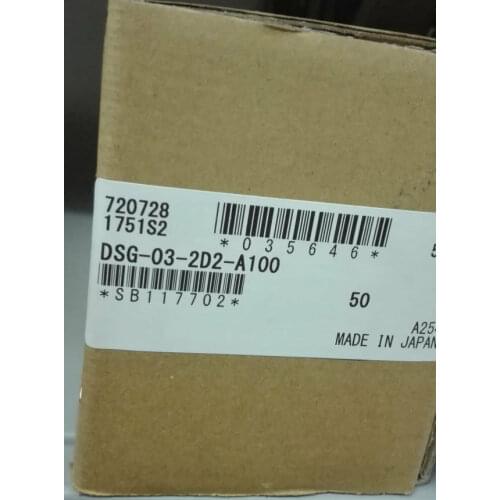 720728
1751S2
*035646*
DSG-03-2D2-A100
*SB117702*
50
MADE IN JAPAN